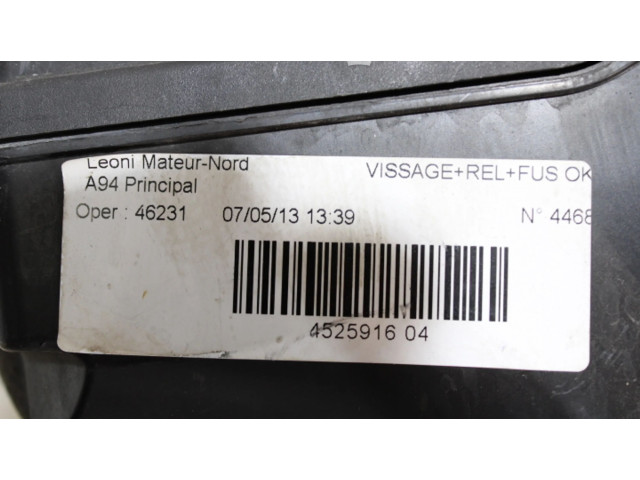 Leoni Mateur-Nord VISSAGE+REL+FUS OK
A94 Principal
Oper : 46231 07/05/13 13:39 N° 4468
4525916 04